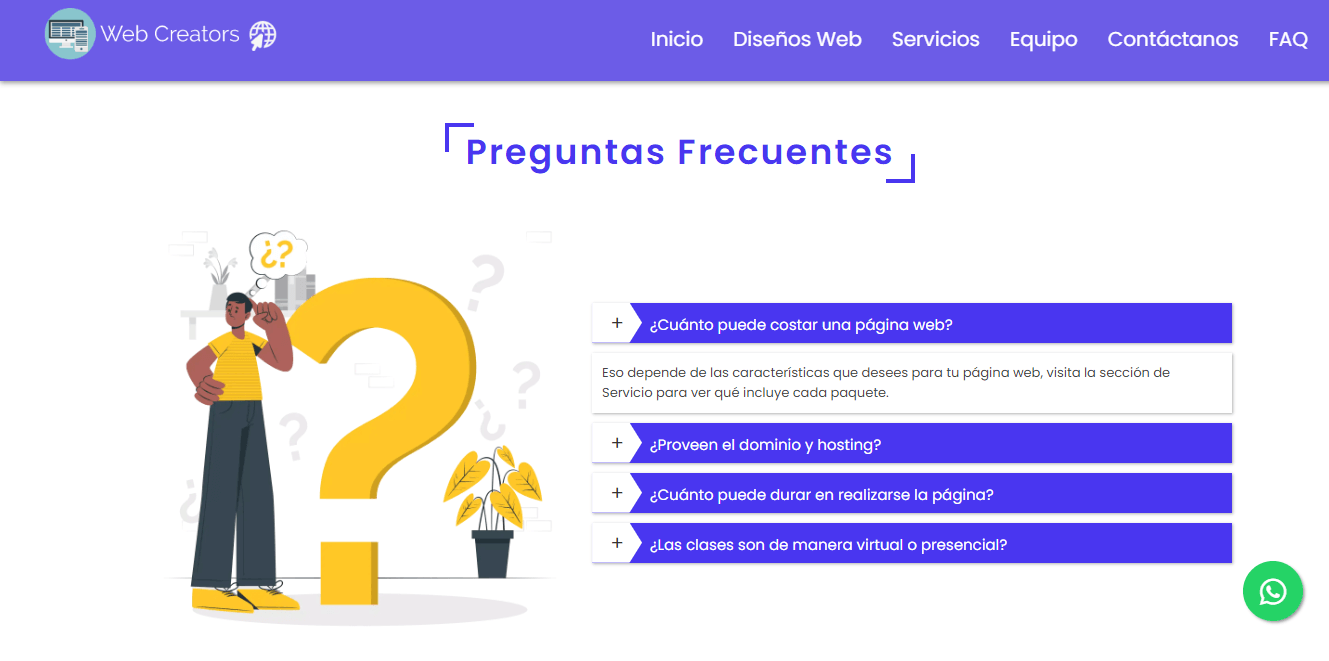 Web Creators
Inicio Diseños Web Servicios Equipo Contáctanos FAQ
Preguntas Frecuentes
¿?
+ ¿Cuánto puede costar una página web?
Eso depende de las características que desees para tu página web, visita la sección de
Servicio para ver qué incluye cada paquete.
+ ¿Proveen el dominio y hosting?
+ ¿Cuánto puede durar en realizarse la página?
+ ¿Las clases son de manera virtual o presencial?